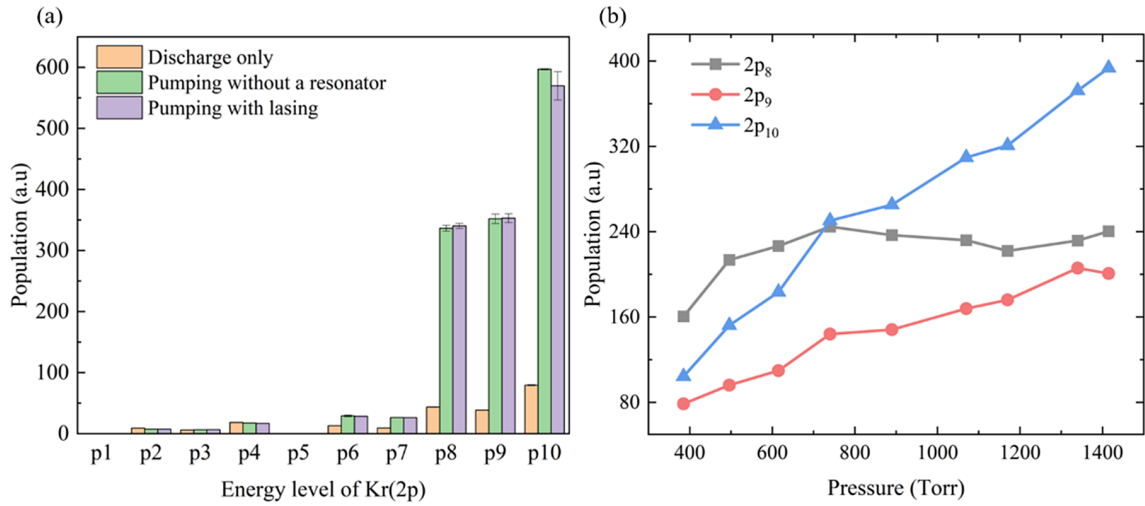 (a)
Discharge only
Pumping without a resonator
Pumping with lasing
Population (a.u)
600
500
400
300
200
100
0
p1 p2 p3 p4 p5 p6 p7 p8 p9 p10
Energy level of Kr(2p)
(b)
2p8
2p9
2p10
Population (a.u)
400
320
240
160
80
400 600 800 1000 1200 1400
Pressure (Torr)